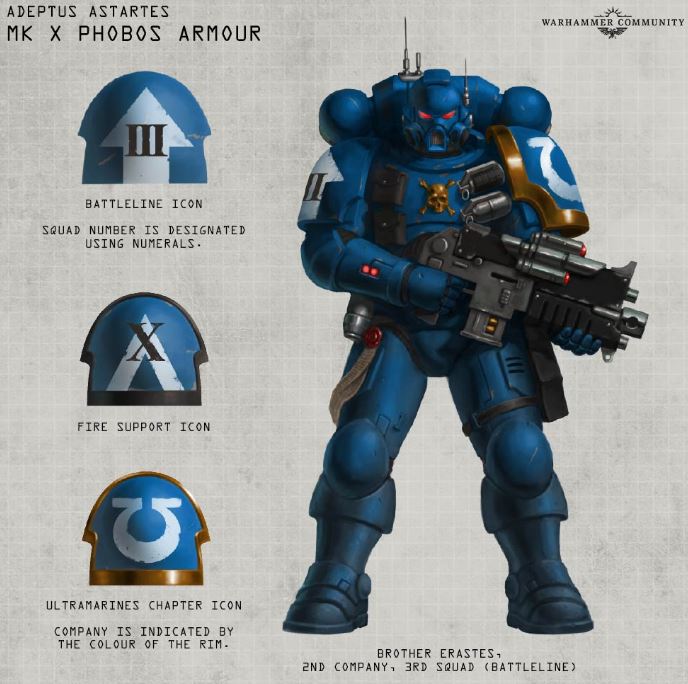 ADEPTUS ASTARTES
MK X PHOBOS ARMOUR
WARHAMMER COMMUNITY
III
BATTLELINE ICON
SQUAD NUMBER IS DESIGNATED
USING NUMERALS.
X
FIRE SUPPORT ICON
ULTRAMARINES CHAPTER ICON
COMPANY IS INDICATED BY
THE COLOUR OF THE RIM.
II
BROTHER ERASTES,
2ND COMPANY, 3RD SQUAD (BATTLELINE)